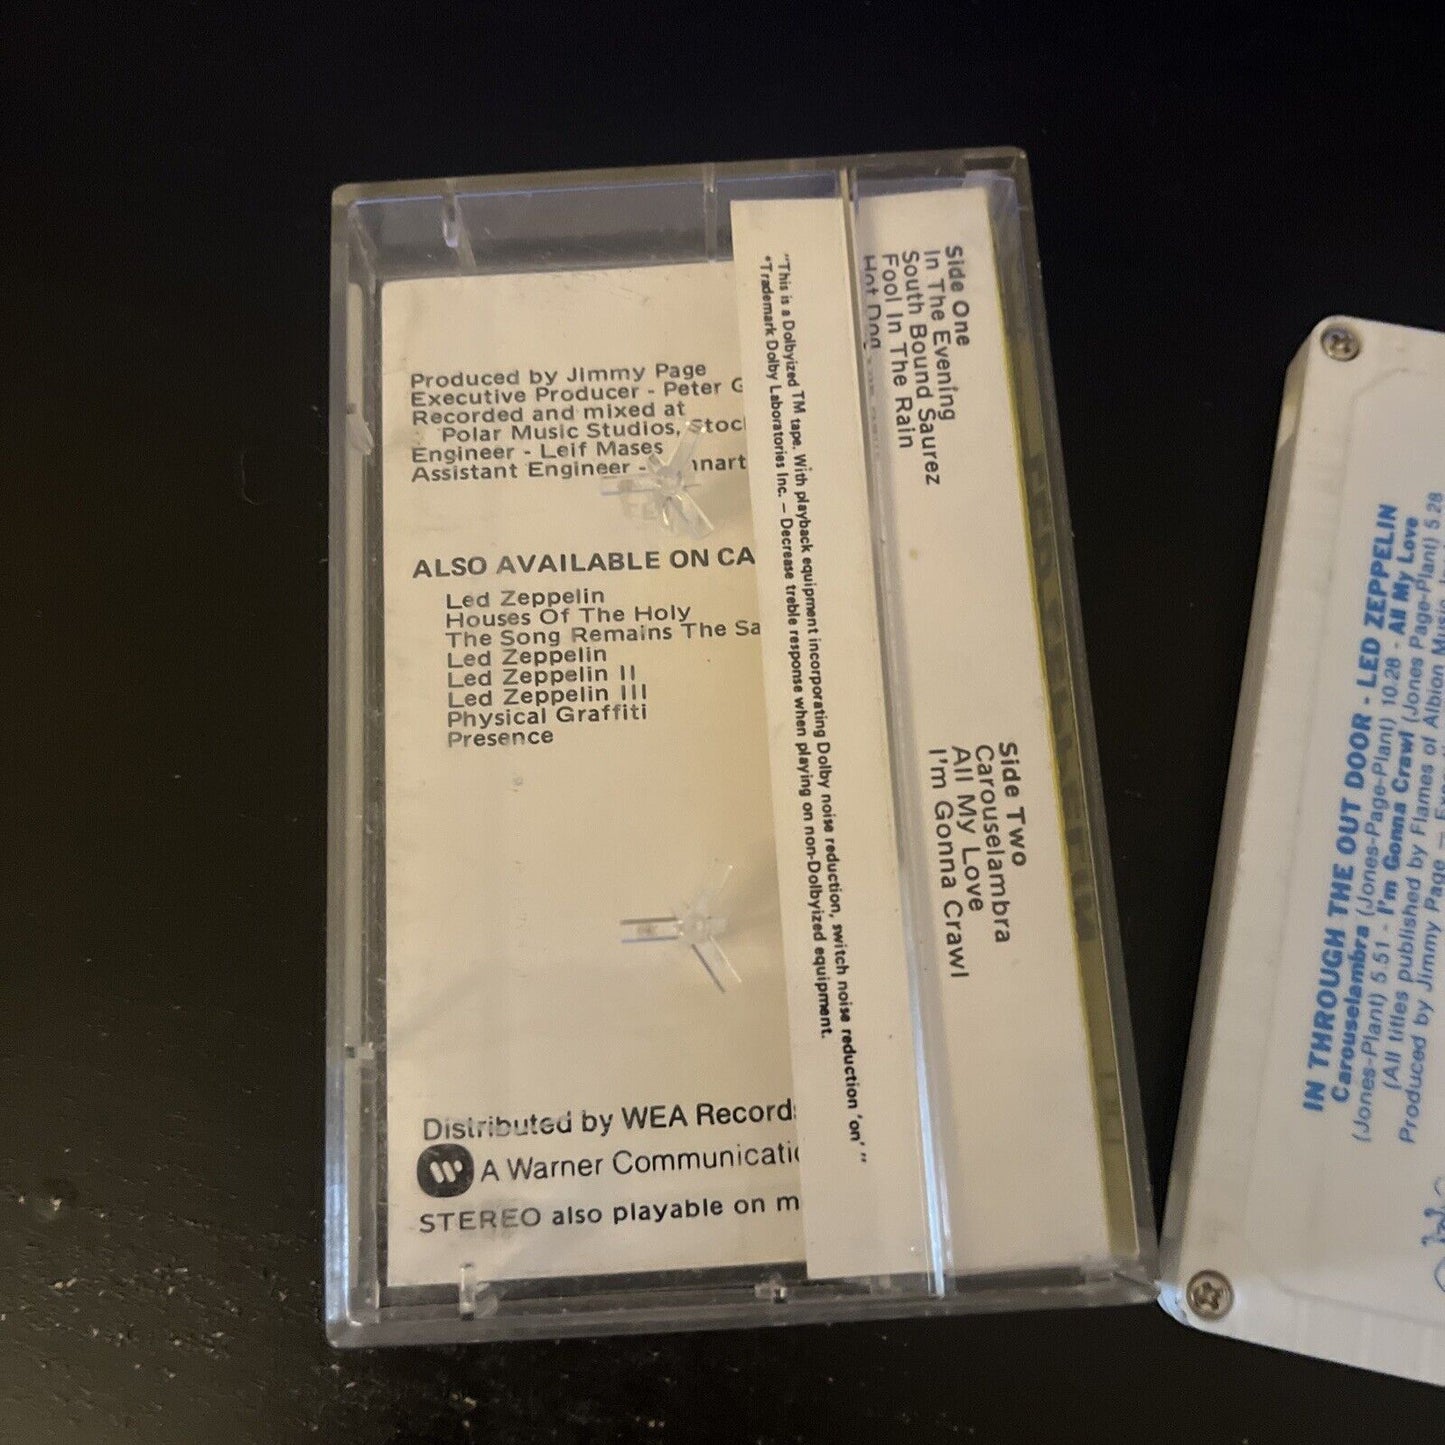 Produced by Jimmy Page
Executive Producer - Peter G
Recorded and mixed at
Polar Music Studios, Stoc
Engineer - Leif Mases
Assistant Engineer - nnart
ALSO AVAILABLE ON CA
Led Zeppelin
Houses Of The Holy
The Song Remains The Sa
Led Zeppelin
Led Zeppelin II
Led Zeppelin III
Physical Graffiti
Presence
Distributed by WEA Records
A Warner Communicatio
STEREO also playable on m
"This is a Dolbyized TM tape. With playback equipment incorporating Dolby noise reduction, switch noise reduction 'on' "
*Trademark Dolby Laboratories Inc. – Decrease treble response when playing on non-Dolbyized equipment.
Side One
In The Evening
South Bound Saurez
Fool In The Rain
Hot Dog
Side Two
Carouselambra
All My Love
I'm Gonna Crawl
IN THROUGH THE OUT DOOR - LED ZEPPELIN
Carouselambra (Jones-Page-Plant) 10.28 - All My Love
(Jones-Plant) 5 51 - I'm Gonna Crawl (Jones Page-Plant) 5 28
(All titles published by Flames of Albion Music, Inc
Produced by Jimmy Page –